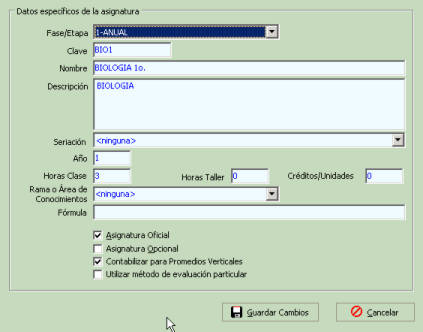 Datos específicos de la asignatura
Fase/Etapa 1-ANUAL
Clave BIO1
Nombre BIOLOGIA 1o.
Descripción BIOLOGIA
Seriación <ninguna>
Año 1
Horas Clase 3 Horas Taller 0 Créditos/Unidades 0
Rama o Área de
Conocimientos <ninguna>
Fórmula
Asignatura Oficial
Asignatura Opcional
Contabilizar para Promedios Verticales
Utilizar método de evaluación particular
Guardar Cambios Cancelar